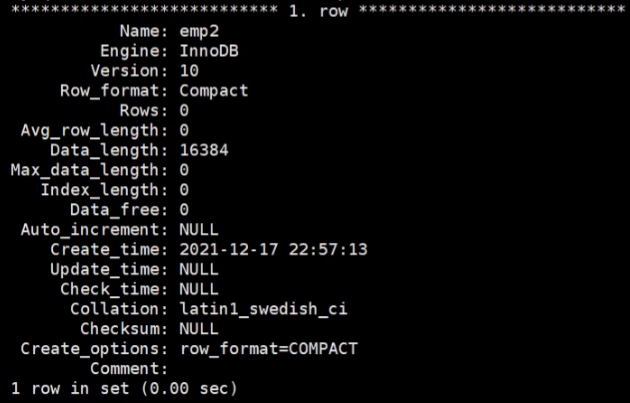 *************************** 1. row ***************************
Name: emp2
Engine: InnoDB
Version: 10
Row_format: Compact
Rows: 0
Avg_row_length: 0
Data_length: 16384
Max_data_length: 0
Index_length: 0
Data_free: 0
Auto_increment: NULL
Create_time: 2021-12-17 22:57:13
Update_time: NULL
Check_time: NULL
Collation: latin1_swedish_ci
Checksum: NULL
Create_options: row_format=COMPACT
Comment:
1 row in set (0.00 sec)